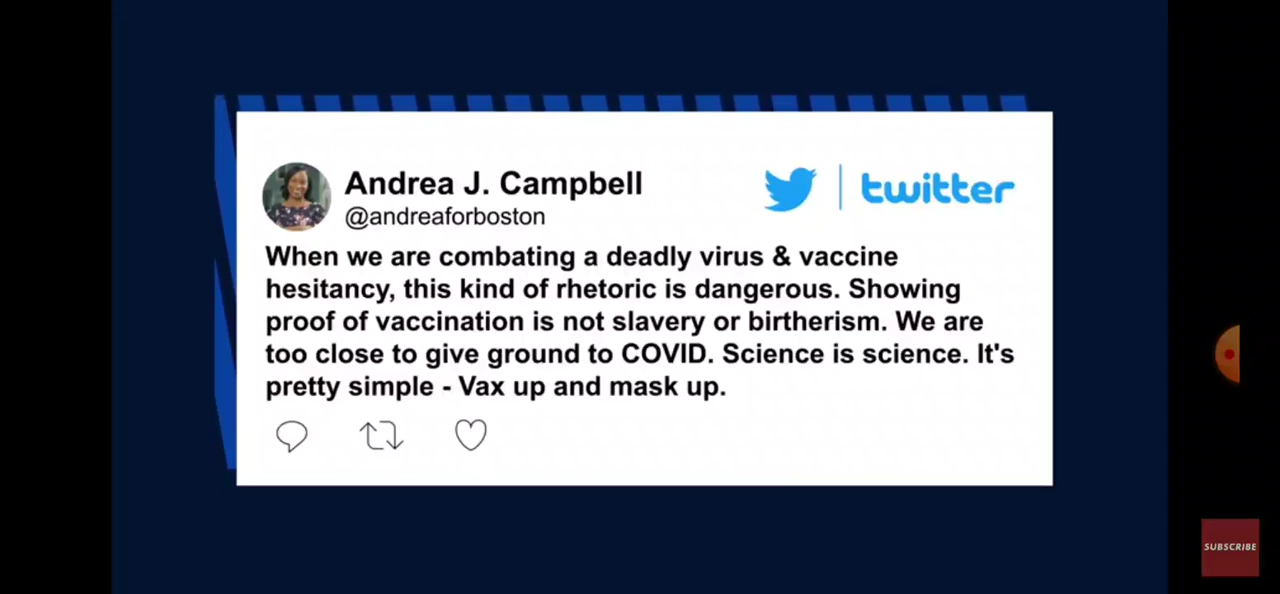 Andrea J. Campbell
twitter
@andreaforboston
When we are combating a deadly virus & vaccine
hesitancy, this kind of rhetoric is dangerous. Showing
proof of vaccination is not slavery or birtherism. We are
too close to give ground to COVID. Science is science. It's
pretty simple - Vax up and mask up.
SUBSCRIBE